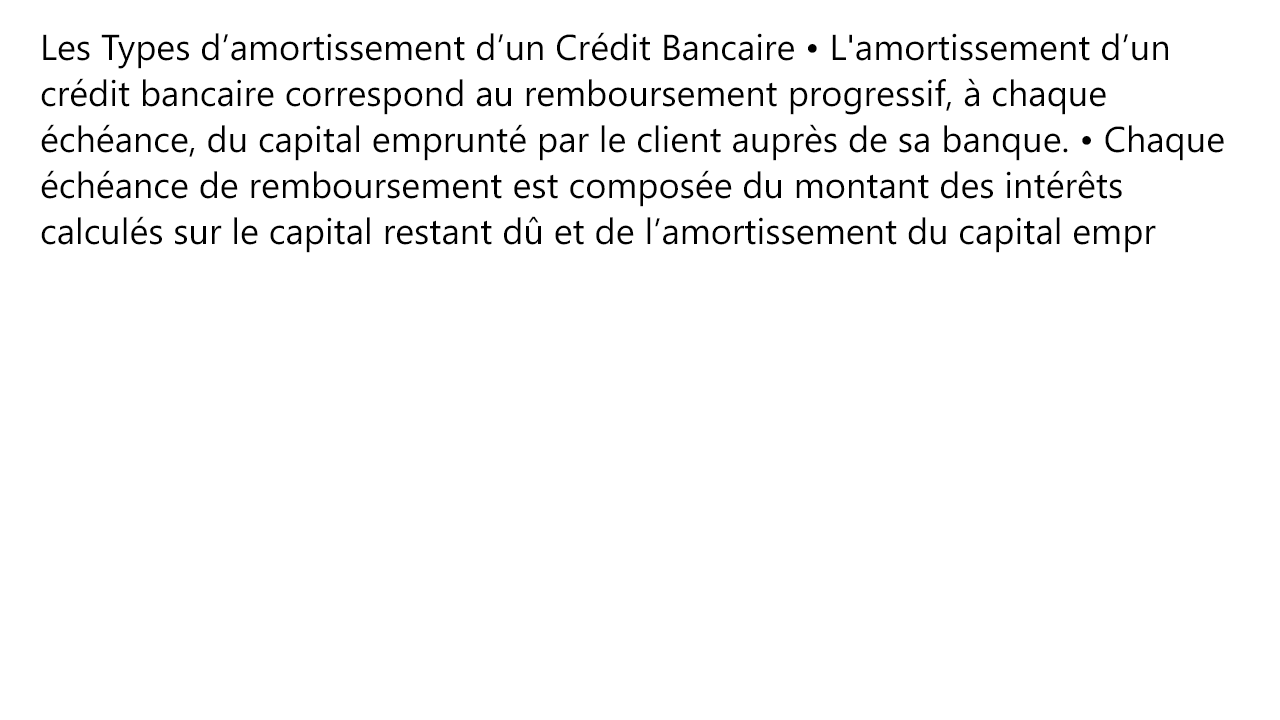 Les Types d’amortissement d’un Crédit Bancaire • L'amortissement d’un
crédit bancaire correspond au remboursement progressif, à chaque
échéance, du capital emprunté par le client auprès de sa banque. • Chaque
échéance de remboursement est composée du montant des intérêts
calculés sur le capital restant dû et de l’amortissement du capital empr